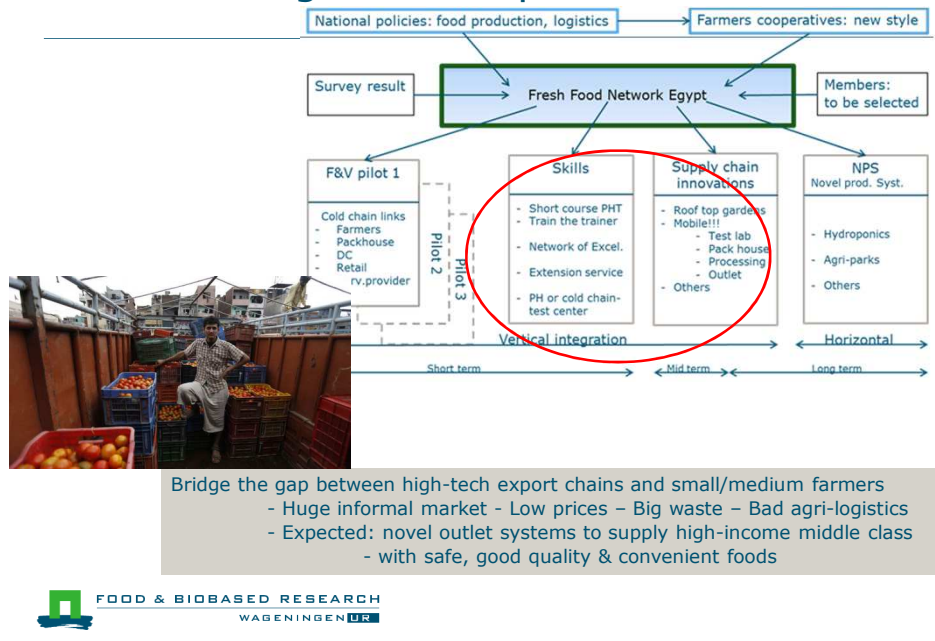 National policies: food production, logistics
Farmers cooperatives: new style
Survey result
Fresh Food Network Egypt
Members:
to be selected
F&V pilot 1
Cold chain links
- Farmers
- Packhouse
- DC
- Retail
rv.provider
Pilot 2
Pilot 3
Skills
- Short course PHT
- Train the trainer
- Network of Excel.
- Extension service
- PH or cold chain-
test center
Supply chain
innovations
- Roof top gardens
- Mobile!!!
- Test lab
- Pack house
- Processing
- Outlet
- Others
NPS
Novel prod. Syst.
- Hydroponics
- Agri-parks
- Others
Vertical integration
Horizontal
Short term
Mid term
Long term
Bridge the gap between high-tech export chains and small/medium farmers
- Huge informal market - Low prices – Big waste – Bad agri-logistics
- Expected: novel outlet systems to supply high-income middle class
- with safe, good quality & convenient foods
FOOD & BIOBASED RESEARCH
WAGENINGEN UR